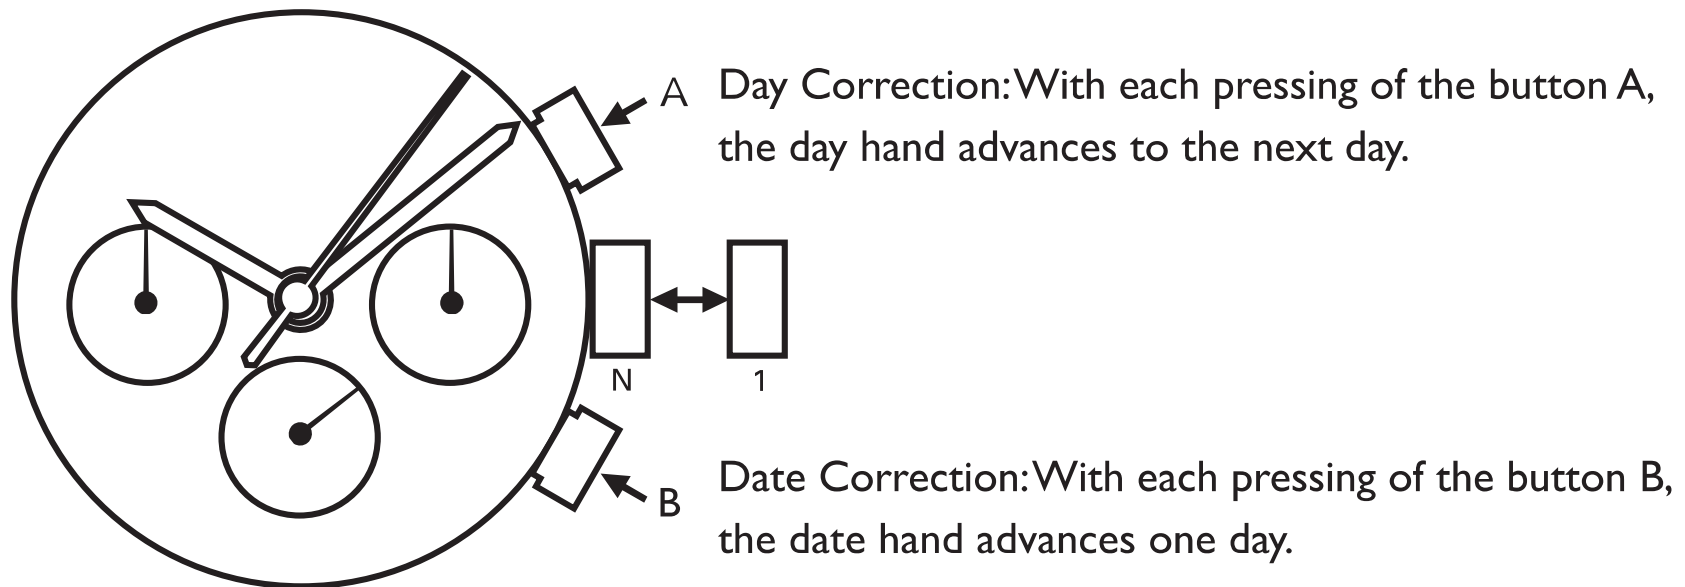 A Day Correction: With each pressing of the button A,
the day hand advances to the next day.
N 1
B Date Correction: With each pressing of the button B,
the date hand advances one day.